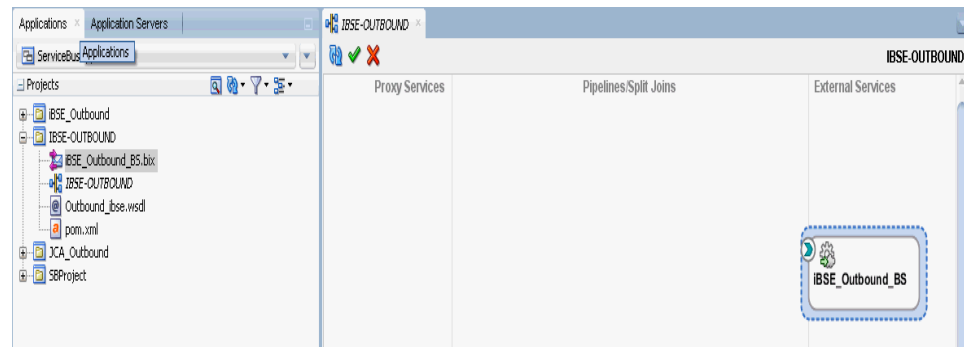 Applications
Application Servers
ServiceBus
Applications
Projects
iBSE_Outbound
IBSE-OUTBOUND
iBSE_Outbound_BS.bix
IBSE-OUTBOUND
Outbound_ibse.wsdl
pom.xml
JCA_Outbound
SBProject
IBSE-OUTBOUND
IBSE-OUTBOUND
Proxy Services
Pipelines/Split Joins
External Services
iBSE_Outbound_BS